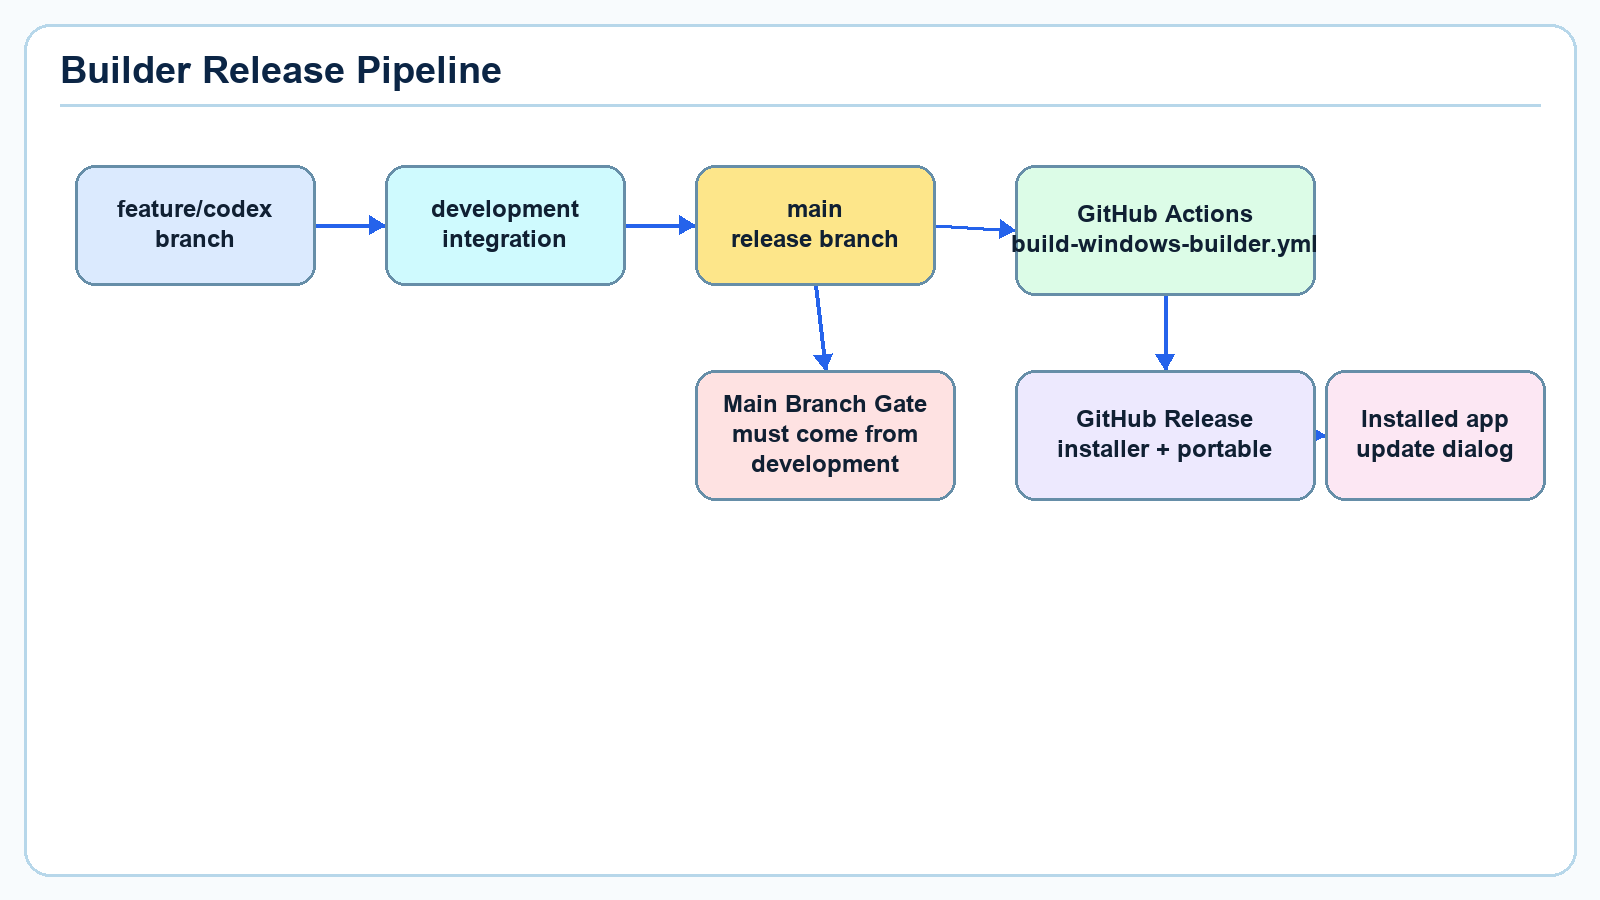 Builder Release Pipeline
feature/codex
branch
development
integration
main
release branch
GitHub Actions
build-windows-builder.yml
Main Branch Gate
must come from
development
GitHub Release
installer + portable
Installed app
update dialog